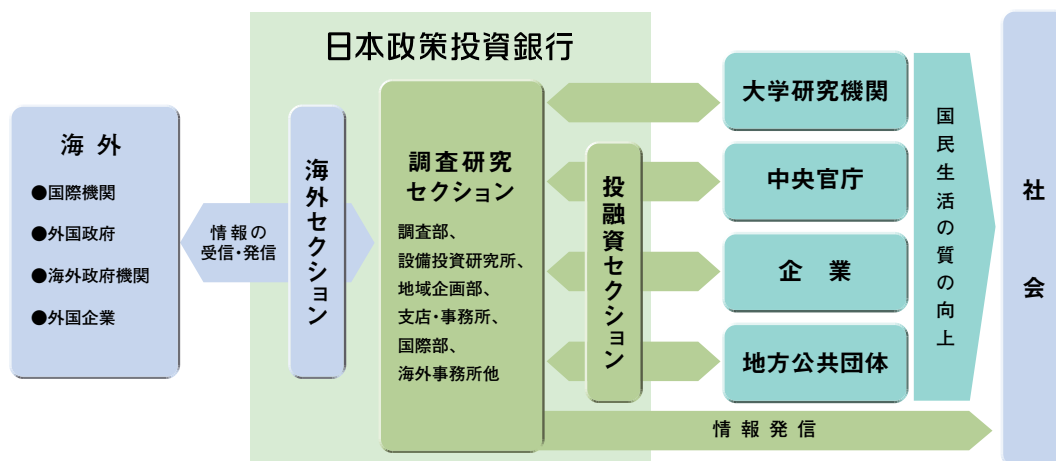 日本政策投資銀行
海外
●国際機関
●外国政府
●海外政府機関
●外国企業
情報の
受信・発信
海外セクション
調査研究
セクション
調査部、
設備投資研究所、
地域企画部、
支店・事務所、
国際部、
海外事務所他
投融資セクション
大学研究機関
中央官庁
企業
地方公共団体
国民生活の質の向上
情報発信
社会